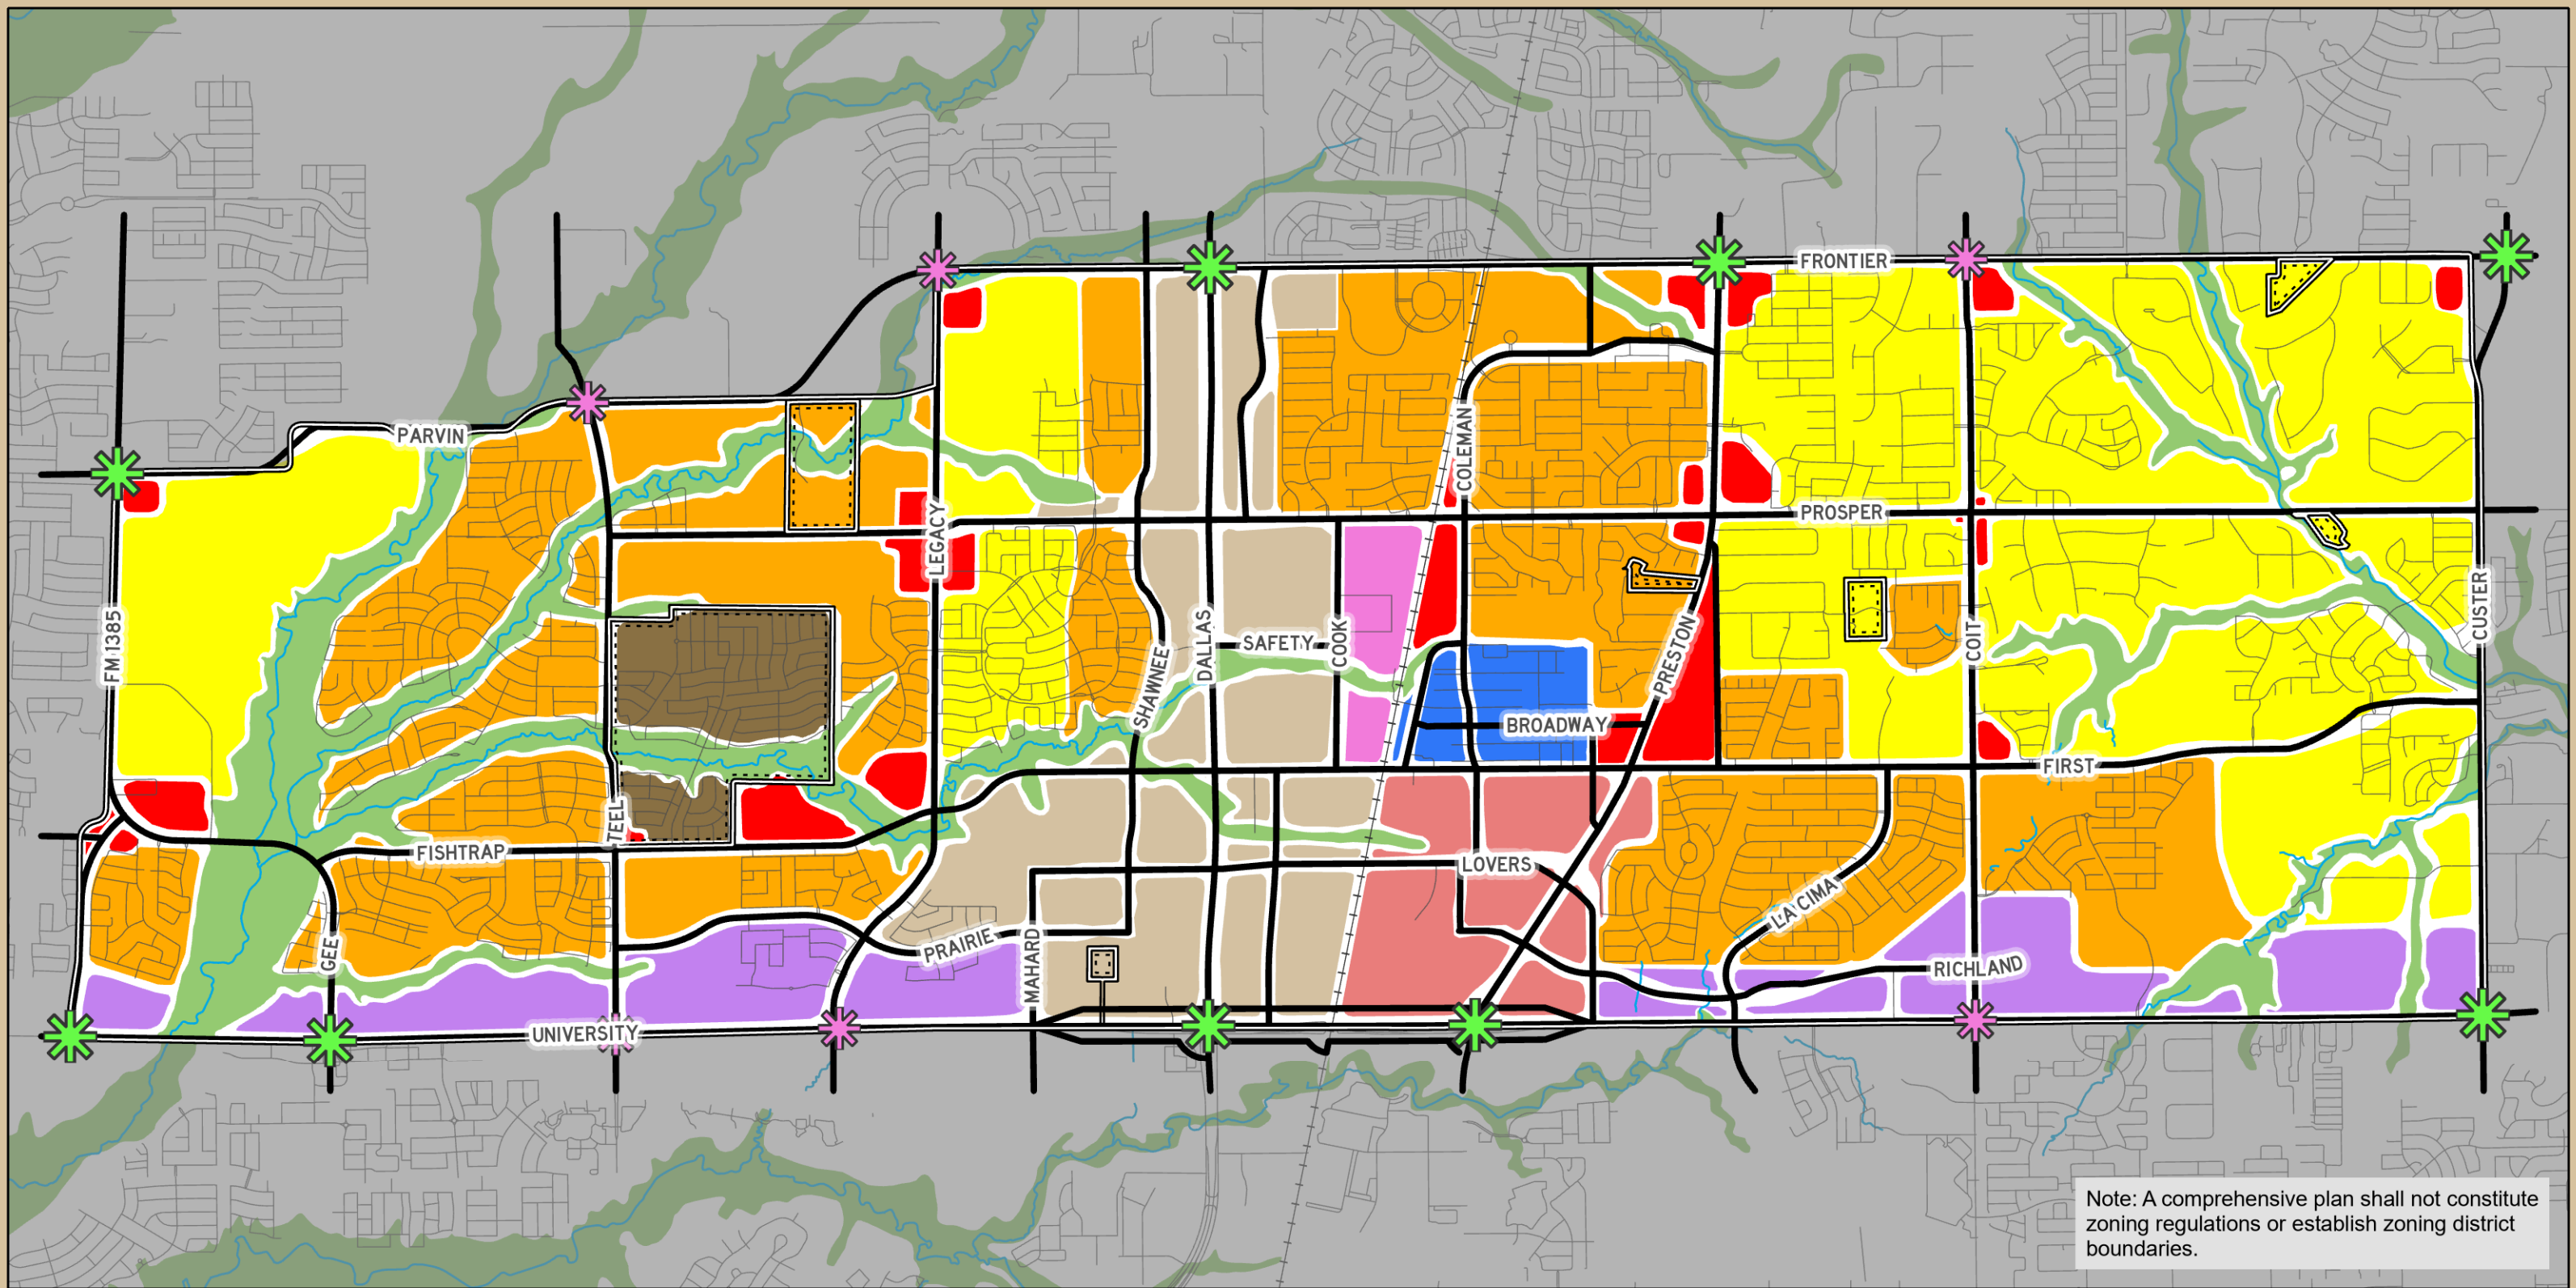 FRONTIER
PARVIN
COLEMAN
PROSPER
LEGACY
FM 1385
SAFETY
COOK
DALLAS
SHAWNEE
PRESTON
COIT
CUSTER
BROADWAY
FIRST
TEEL
FISHTRAP
LOVERS
LA CIMA
GEE
PRAIRIE
MAHARD
RICHLAND
UNIVERSITY
Note: A comprehensive plan shall not constitute
zoning regulations or establish zoning district
boundaries.